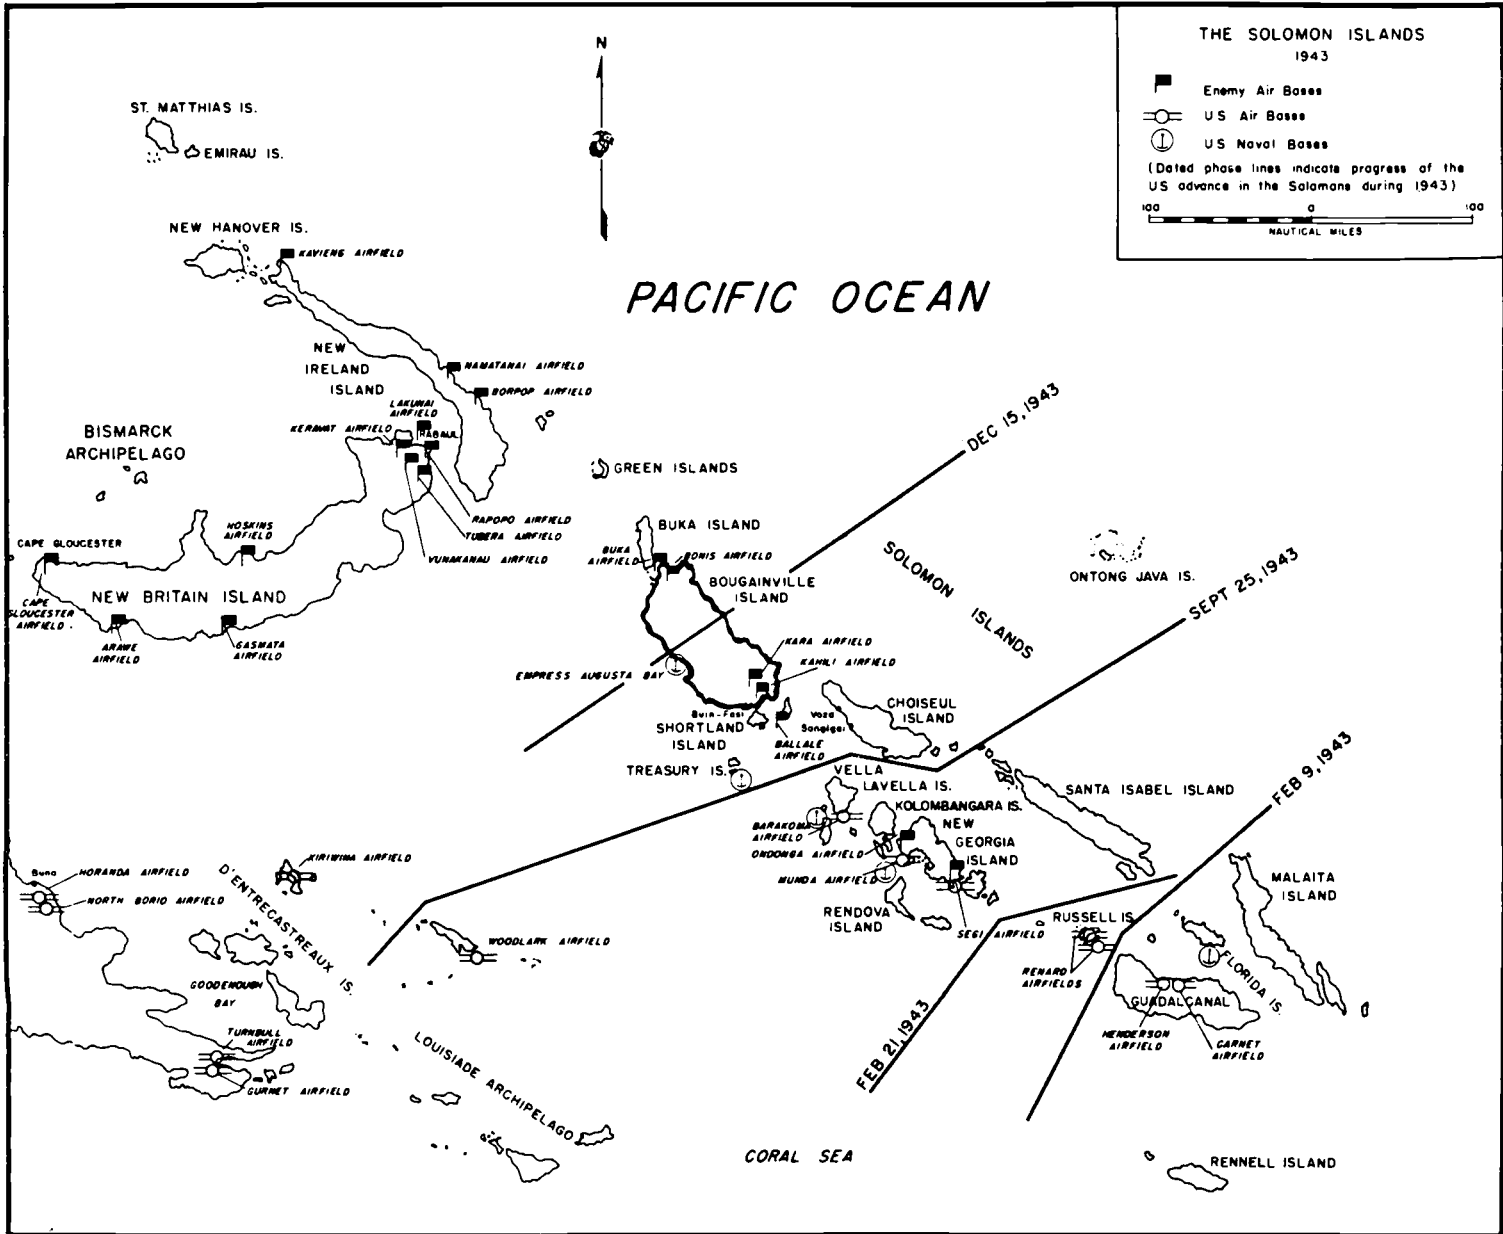 THE SOLOMON ISLANDS
1943
Enemy Air Bases
US Air Bases
US Naval Bases
(Dated phase lines indicate progress of the
US advance in the Solomons during 1943)
100 0 100
NAUTICAL MILES
N
ST. MATTHIAS IS.
EMIRAU IS.
NEW HANOVER IS.
KAVIENG AIRFIELD
PACIFIC OCEAN
NEW
IRELAND
ISLAND
NAMATANAI AIRFIELD
BORPOP AIRFIELD
LAKUNAI
AIRFIELD
KERAVAT AIRFIELD
RABAUL
BISMARCK
ARCHIPELAGO
GREEN ISLANDS
DEC 15, 1943
RAPOPO AIRFIELD
TUBERA AIRFIELD
VUNAKANAU AIRFIELD
HOSKINS
AIRFIELD
CAPE GLOUCESTER
CAPE
GLOUCESTER
AIRFIELD
NEW BRITAIN ISLAND
ARAWE
AIRFIELD
GASMATA
AIRFIELD
BUKA ISLAND
BUKA
AIRFIELD
BONIS AIRFIELD
BOUGAINVILLE
ISLAND
SOLOMON ISLANDS
ONTONG JAVA IS.
SEPT 25, 1943
KARA AIRFIELD
KAHILI AIRFIELD
EMPRESS AUGUSTA BAY
Buin-Fasi
SHORTLAND
ISLAND
BALLALE
AIRFIELD
Voza
Sangigai
CHOISEUL
ISLAND
TREASURY IS.
VELLA
LAVELLA IS.
KOLOMBANGARA IS.
SANTA ISABEL ISLAND
FEB 9, 1943
BARAKOMA
AIRFIELD
ONDONGA AIRFIELD
NEW
GEORGIA
ISLAND
MUNDA AIRFIELD
RENDOVA
ISLAND
SEGI AIRFIELD
MALAITA
ISLAND
RUSSELL IS.
RENARD
AIRFIELDS
FLORIDA IS.
GUADALCANAL
HENDERSON
AIRFIELD
CARNEY
AIRFIELD
FEB 21, 1943
Buna
HORANDA AIRFIELD
NORTH BORIO AIRFIELD
KIRIWINA AIRFIELD
D'ENTRECASTREAUX IS.
WOODLARK AIRFIELD
GOODENOUGH
BAY
TURNBULL
AIRFIELD
GURNEY AIRFIELD
LOUISIADE ARCHIPELAGO
CORAL SEA
RENNELL ISLAND